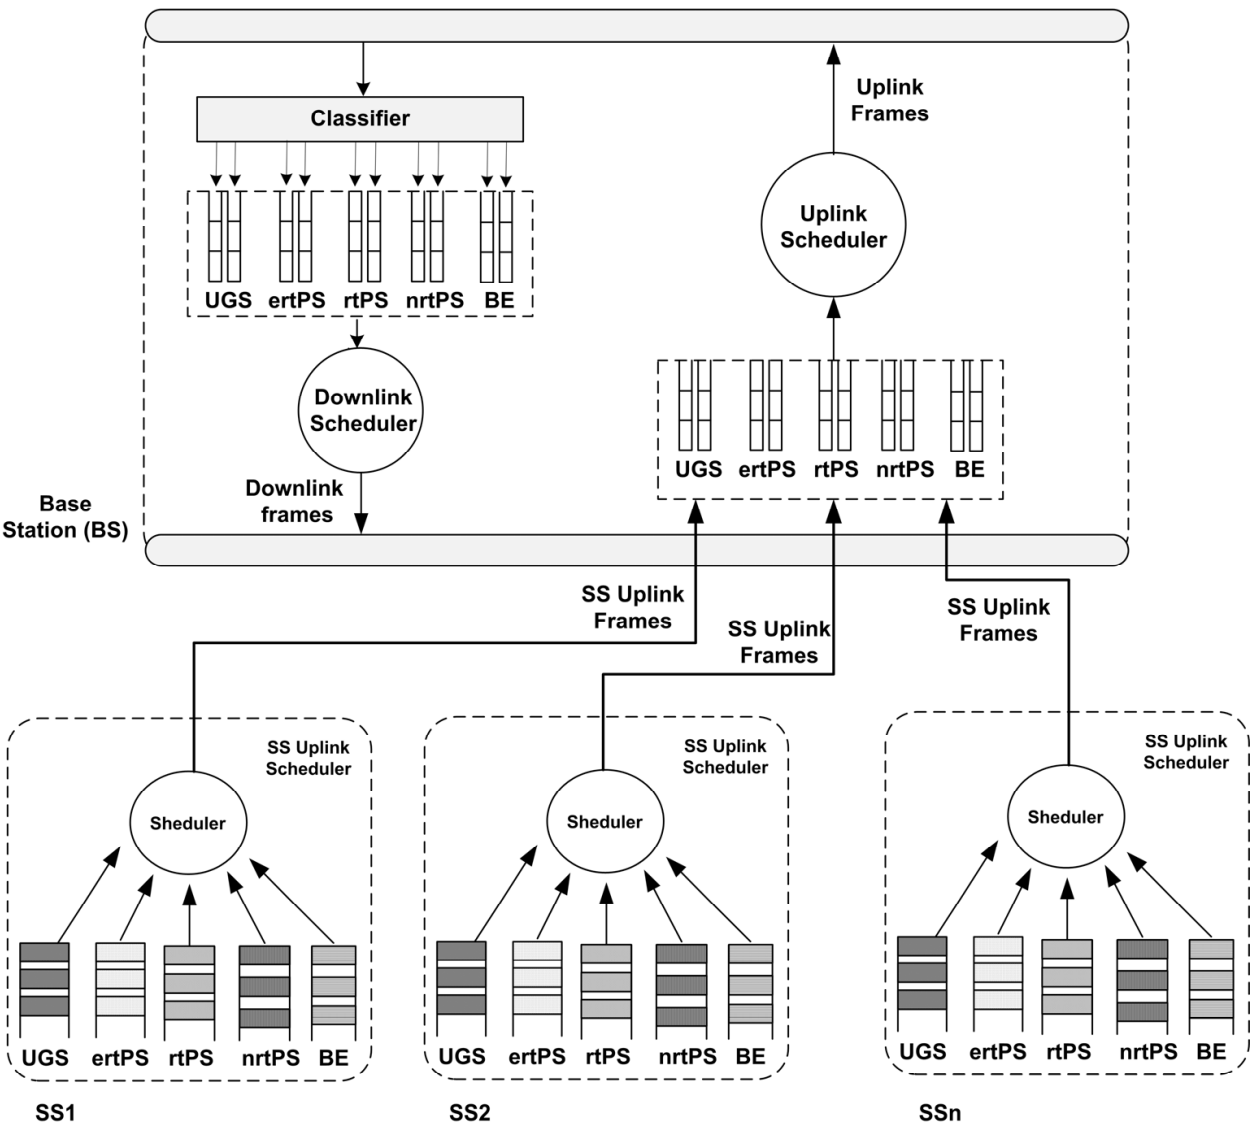 Classifier
UGS ertPS rtPS nrtPS BE
Downlink
Scheduler
Downlink
frames
Uplink
Frames
Uplink
Scheduler
UGS ertPS rtPS nrtPS BE
Base
Station (BS)
SS Uplink
Frames
SS Uplink
Frames
SS Uplink
Frames
SS Uplink
Scheduler
Sheduler
UGS ertPS rtPS nrtPS BE
SS1
SS Uplink
Scheduler
Sheduler
UGS ertPS rtPS nrtPS BE
SS2
SS Uplink
Scheduler
Sheduler
UGS ertPS rtPS nrtPS BE
SSn